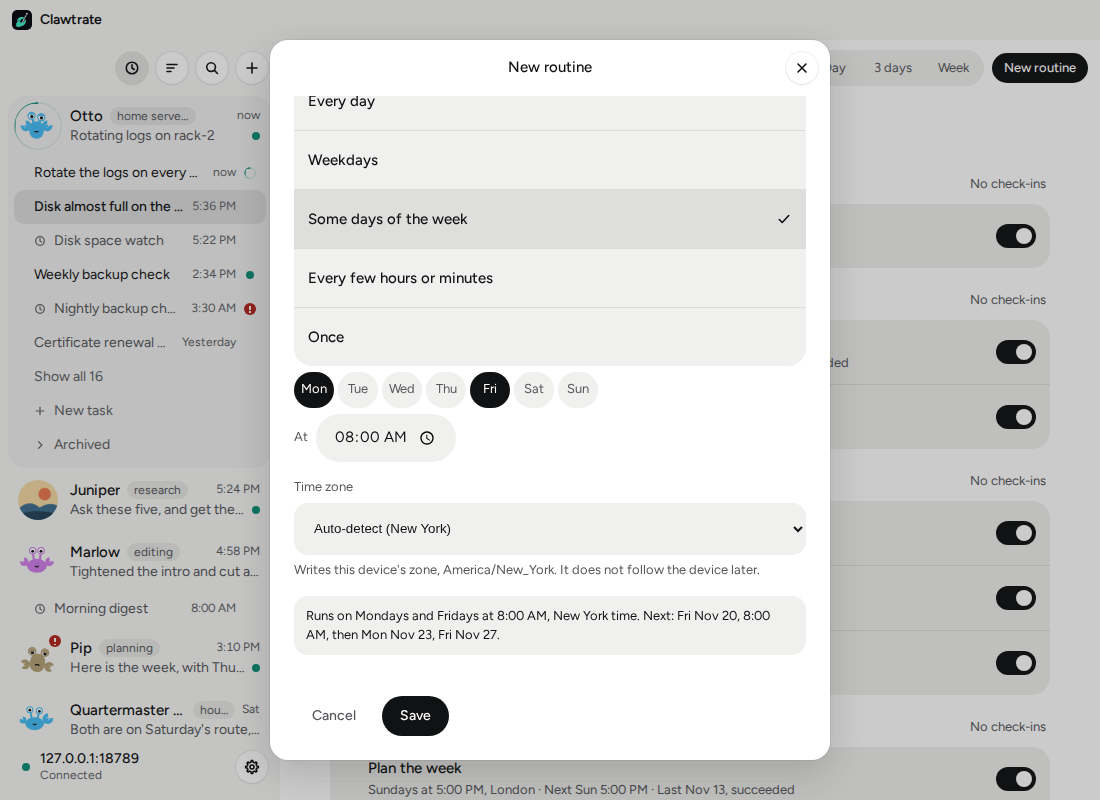 Clawtrate
Otto
home serve...
now
Rotating logs on rack-2
Rotate the logs on every ...
now
Disk almost full on the ...
5:36 PM
Disk space watch
5:22 PM
Weekly backup check
2:34 PM
Nightly backup ch...
3:30 AM
Certificate renewal ...
Yesterday
Show all 16
New task
Archived
Juniper
research
5:24 PM
Ask these five, and get the...
Marlow
editing
4:58 PM
Tightened the intro and cut a...
Morning digest
8:00 AM
Pip
planning
3:10 PM
Here is the week, with Thu...
Quartermaster ...
hou...
Sat
Both are on Saturday's route,...
127.0.0.1:18789
Connected
New routine
Every day
Weekdays
Some days of the week
Every few hours or minutes
Once
Mon
Tue
Wed
Thu
Fri
Sat
Sun
At
08:00 AM
Time zone
Auto-detect (New York)
Writes this device's zone, America/New_York. It does not follow the device later.
Runs on Mondays and Fridays at 8:00 AM, New York time. Next: Fri Nov 20, 8:00
AM, then Mon Nov 23, Fri Nov 27.
Cancel
Save
3 days
Week
New routine
No check-ins
No check-ins
No check-ins
No check-ins
Plan the week
Sundays at 5:00 PM, London · Next Sun 5:00 PM · Last Nov 13, succeeded